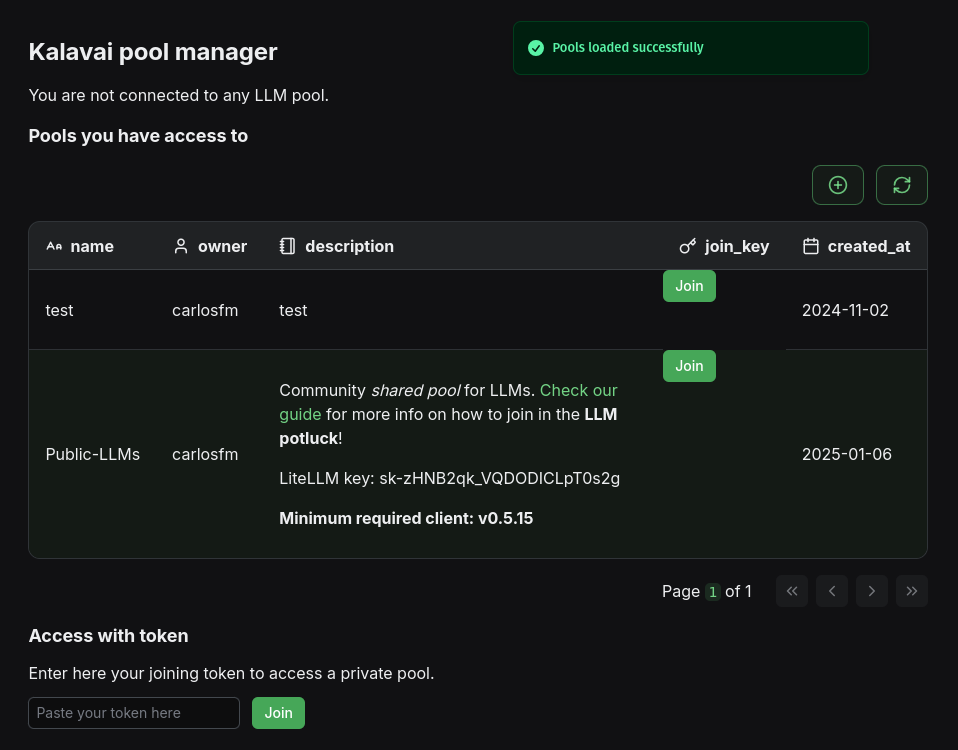 Kalavai pool manager
Pools loaded successfully
You are not connected to any LLM pool.
Pools you have access to
name owner description join_key created_at
test carlosfm test Join 2024-11-02
Join
Community shared pool for LLMs. Check our
guide for more info on how to join in the LLM
potluck!
Public-LLMs carlosfm 2025-01-06
LiteLLM key: sk-zHNB2qk_VQDODICLpT0s2g
Minimum required client: v0.5.15
Page 1 of 1
Access with token
Enter here your joining token to access a private pool.
Paste your token here Join